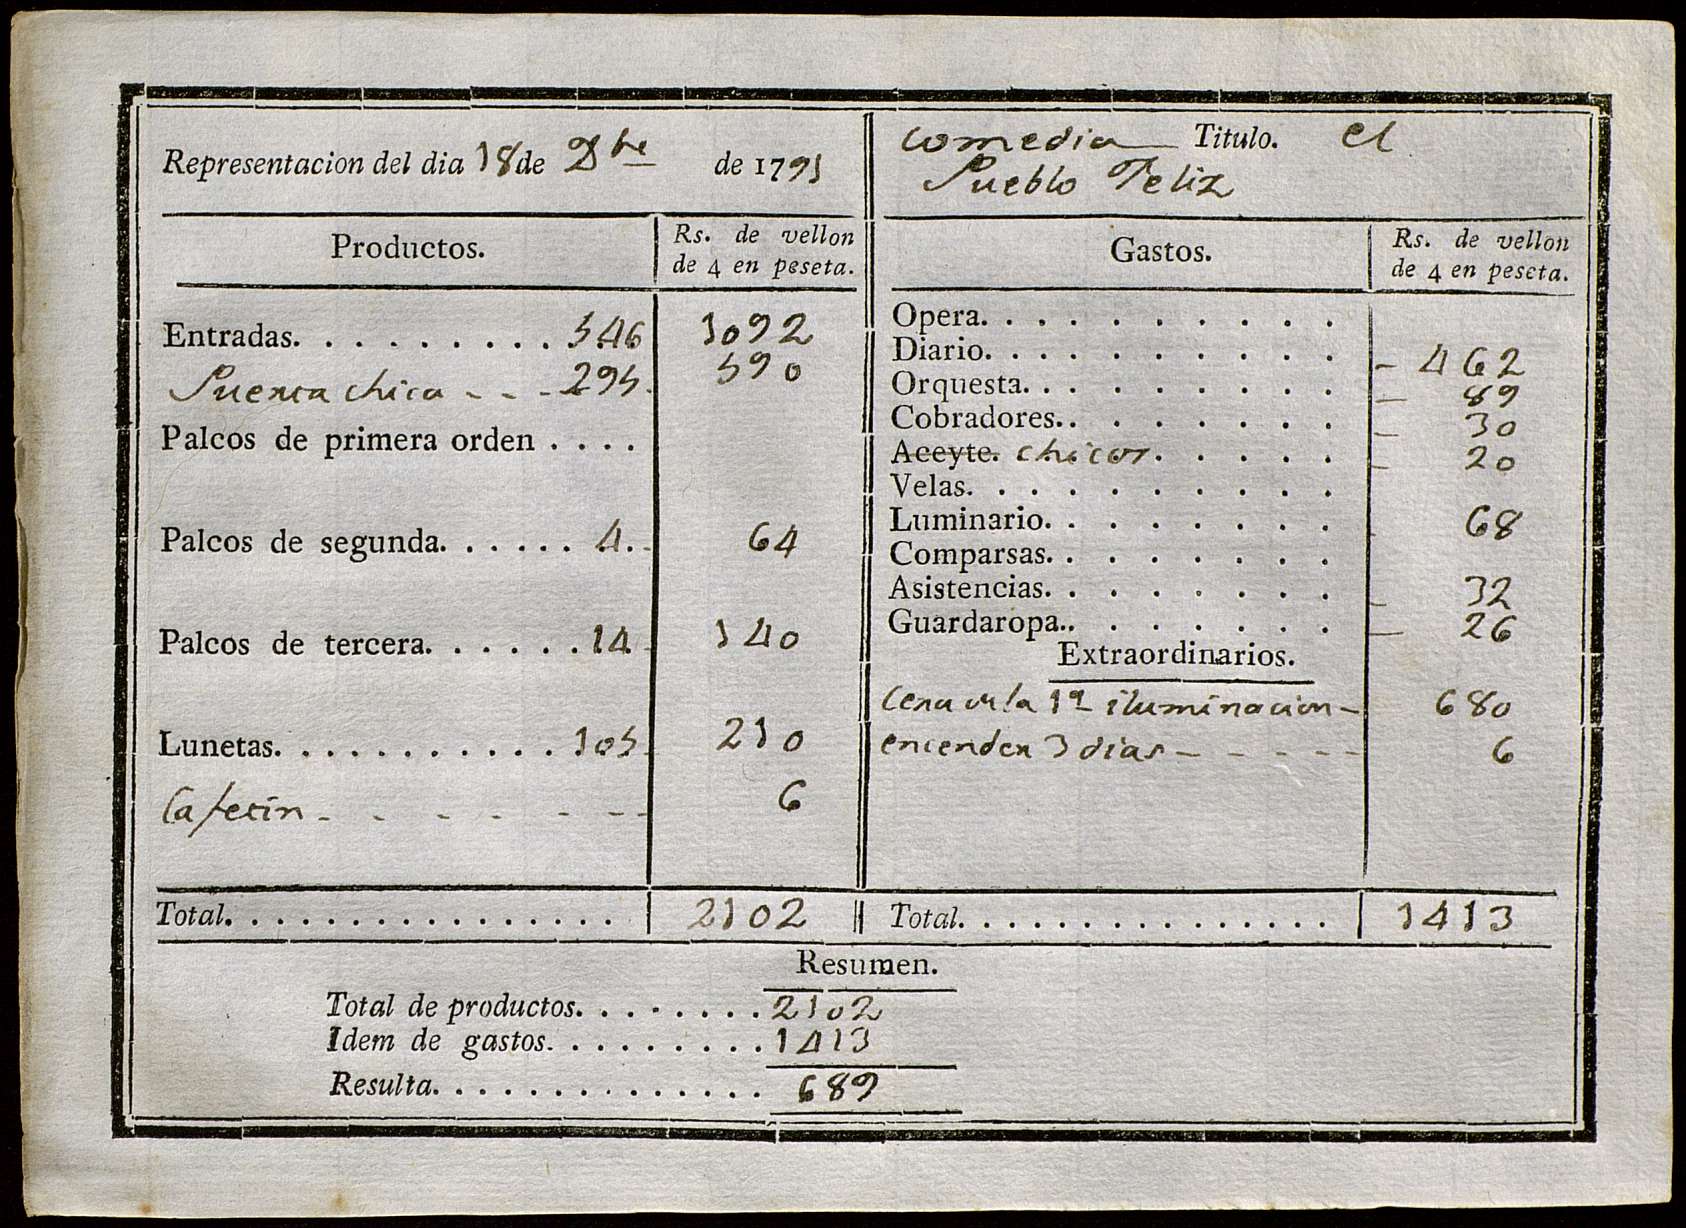 Representacion del dia 18 de Dbre de 1791
Productos. Rs. de vellon de 4 en peseta.
Entradas. 546 1092
Puerta chica - - - 295 590
Palcos de primera orden
Palcos de segunda. 4. 64
Palcos de tercera. 14 140
Lunetas. 105 210
Cafetin 6
Total. 2102
comedia Titulo. el
Pueblo Feliz
Gastos. Rs. de vellon de 4 en peseta.
Opera.
Diario. 462
Orquesta. 89
Cobradores. 30
Aceyte. chicos 20
Velas.
Luminario. 68
Comparsas.
Asistencias. 32
Guardaropa. 26
Extraordinarios.
Cera la 1ª iluminacion 680
encender 3 dias 6
Total. 1413
Resumen.
Total de productos. 2102
Idem de gastos. 1413
Resulta. 689